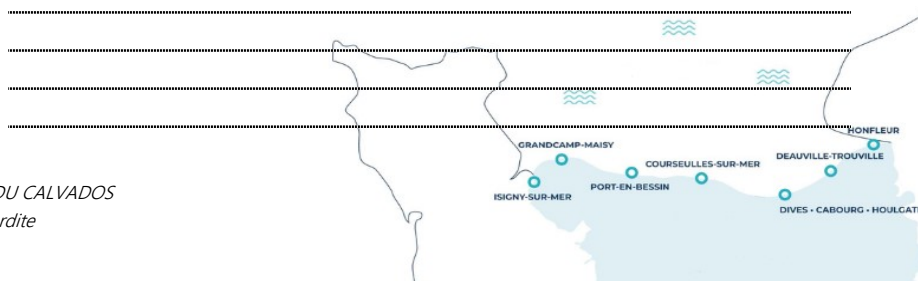 HONFLEUR
GRANDCAMP-MAISY
DEAUVILLE-TROUVILLE
COURSEULLES-SUR-MER
PORT-EN-BESSIN
ISIGNY-SUR-MER
DU CALVADOS
DIVES • CABOURG • HOULGAT
rdite